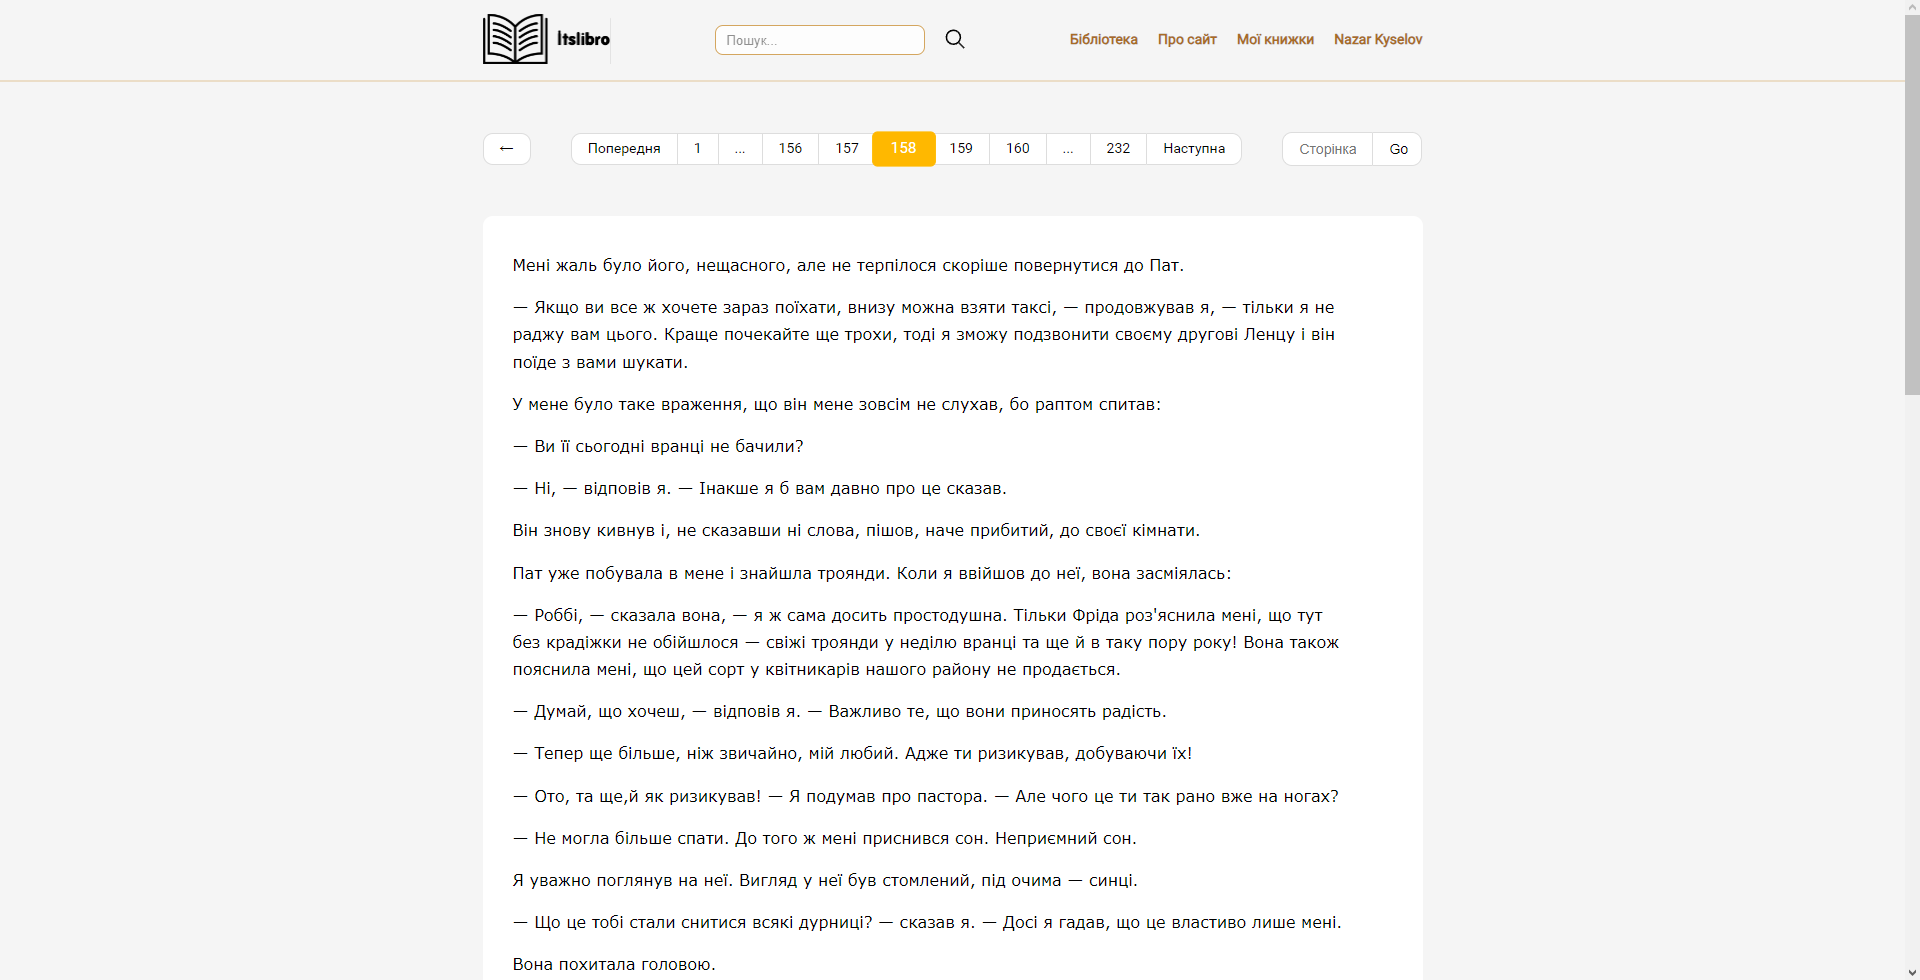 Itslibro
Пошук...
Бібліотека Про сайт Мої книжки Nazar Kyselov
← Попередня 1 ... 156 157 158 159 160 ... 232 Наступна Сторінка Go
Мені жаль було його, нещасного, але не терпілося скоріше повернутися до Пат.
— Якщо ви все ж хочете зараз поїхати, внизу можна взяти таксі, — продовжував я, — тільки я не
раджу вам цього. Краще почекайте ще трохи, тоді я зможу подзвонити своєму другові Ленцу і він
поїде з вами шукати.
У мене було таке враження, що він мене зовсім не слухав, бо раптом спитав:
— Ви її сьогодні вранці не бачили?
— Ні, — відповів я. — Інакше я б вам давно про це сказав.
Він знову кивнув і, не сказавши ні слова, пішов, наче прибитий, до своєї кімнати.
Пат уже побувала в мене і знайшла троянди. Коли я ввійшов до неї, вона засміялась:
— Роббі, — сказала вона, — я ж сама досить простодушна. Тільки Фріда роз'яснила мені, що тут
без крадіжки не обійшлося — свіжі троянди у неділю вранці та ще й в таку пору року! Вона також
пояснила мені, що цей сорт у квітникарів нашого району не продається.
— Думай, що хочеш, — відповів я. — Важливо те, що вони приносять радість.
— Тепер ще більше, ніж звичайно, мій любий. Адже ти ризикував, добуваючи їх!
— Ото, та ще,й як ризикував! — Я подумав про пастора. — Але чого це ти так рано вже на ногах?
— Не могла більше спати. До того ж мені приснився сон. Неприємний сон.
Я уважно поглянув на неї. Вигляд у неї був стомлений, під очима — синці.
— Що це тобі стали снитися всякі дурниці? — сказав я. — Досі я гадав, що це властиво лише мені.
Вона похитала головою.